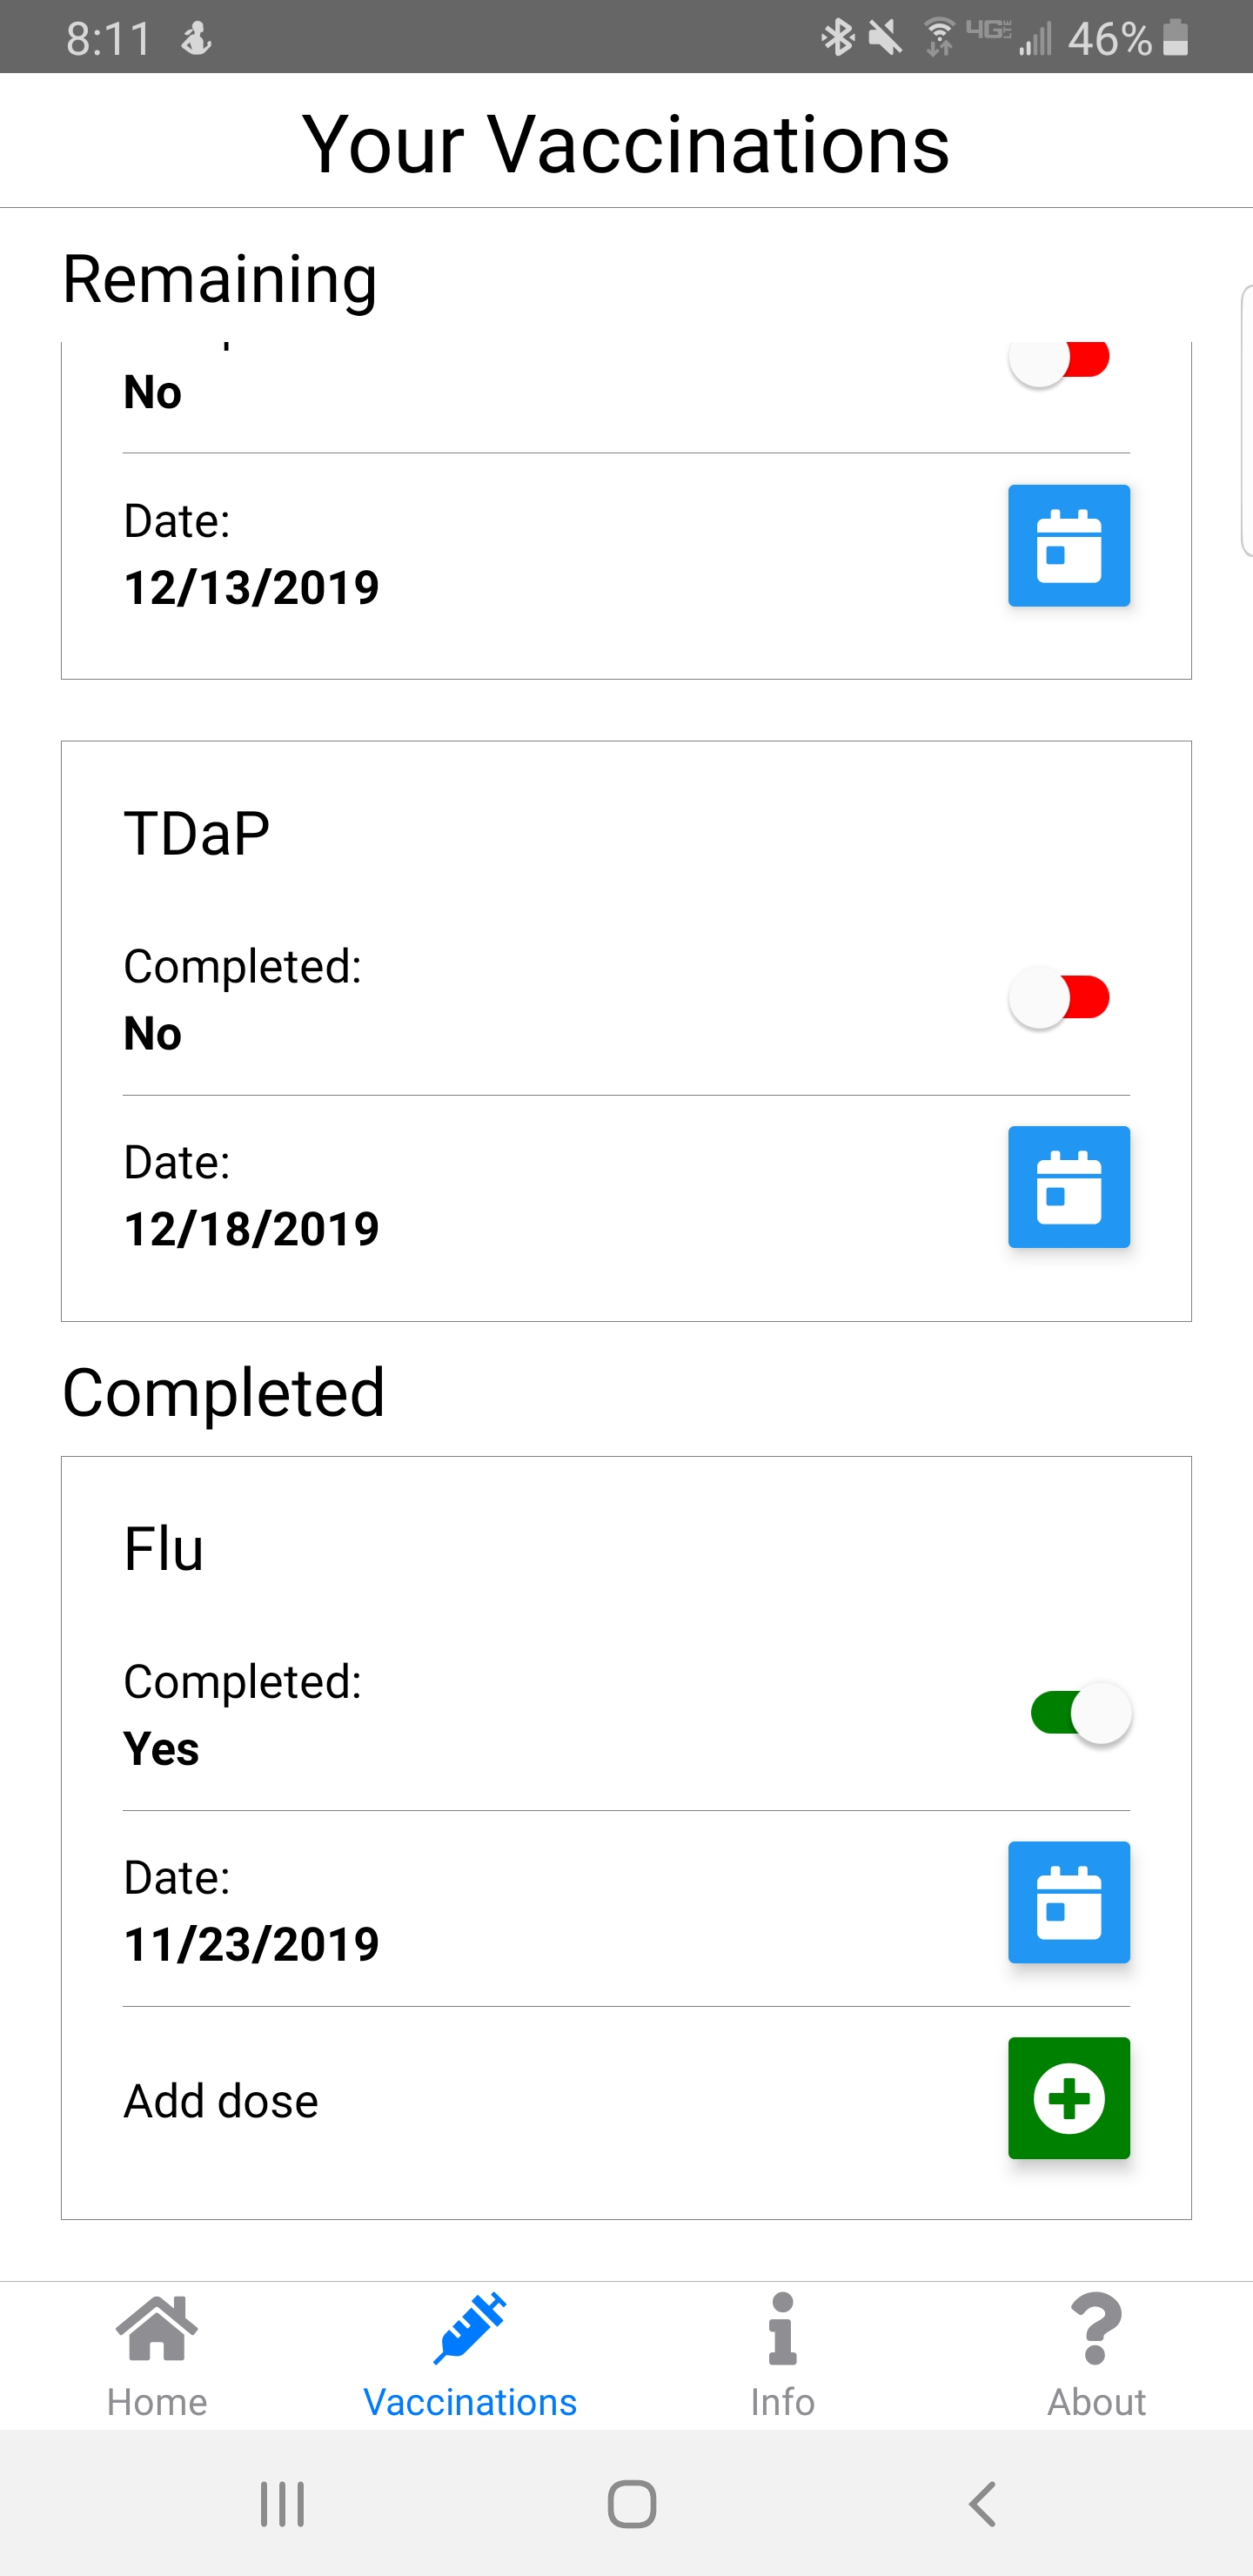 8:11 4G LTE 46%
Your Vaccinations
Remaining
No
Date:
12/13/2019
TDaP
Completed:
No
Date:
12/18/2019
Completed
Flu
Completed:
Yes
Date:
11/23/2019
Add dose
Home Vaccinations Info About